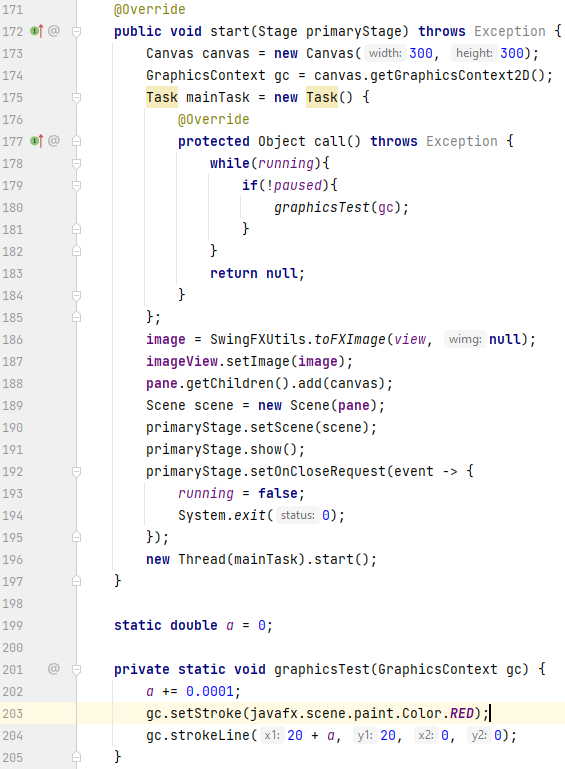 171 @Override
172 @ public void start(Stage primaryStage) throws Exception {
173 Canvas canvas = new Canvas( width: 300, height: 300);
174 GraphicsContext gc = canvas.getGraphicsContext2D();
175 Task mainTask = new Task() {
176 @Override
177 @ protected Object call() throws Exception {
178 while(running){
179 if(!paused){
180 graphicsTest(gc);
181 }
182 }
183 return null;
184 }
185 };
186 image = SwingFXUtils.toFXImage(view, wimg: null);
187 imageView.setImage(image);
188 pane.getChildren().add(canvas);
189 Scene scene = new Scene(pane);
190 primaryStage.setScene(scene);
191 primaryStage.show();
192 primaryStage.setOnCloseRequest(event -> {
193 running = false;
194 System.exit( status: 0);
195 });
196 new Thread(mainTask).start();
197 }
198
199 static double a = 0;
200
201 @ private static void graphicsTest(GraphicsContext gc) {
202 a += 0.0001;
203 gc.setStroke(javafx.scene.paint.Color.RED);
204 gc.strokeLine( x1: 20 + a, y1: 20, x2: 0, y2: 0);
205 }